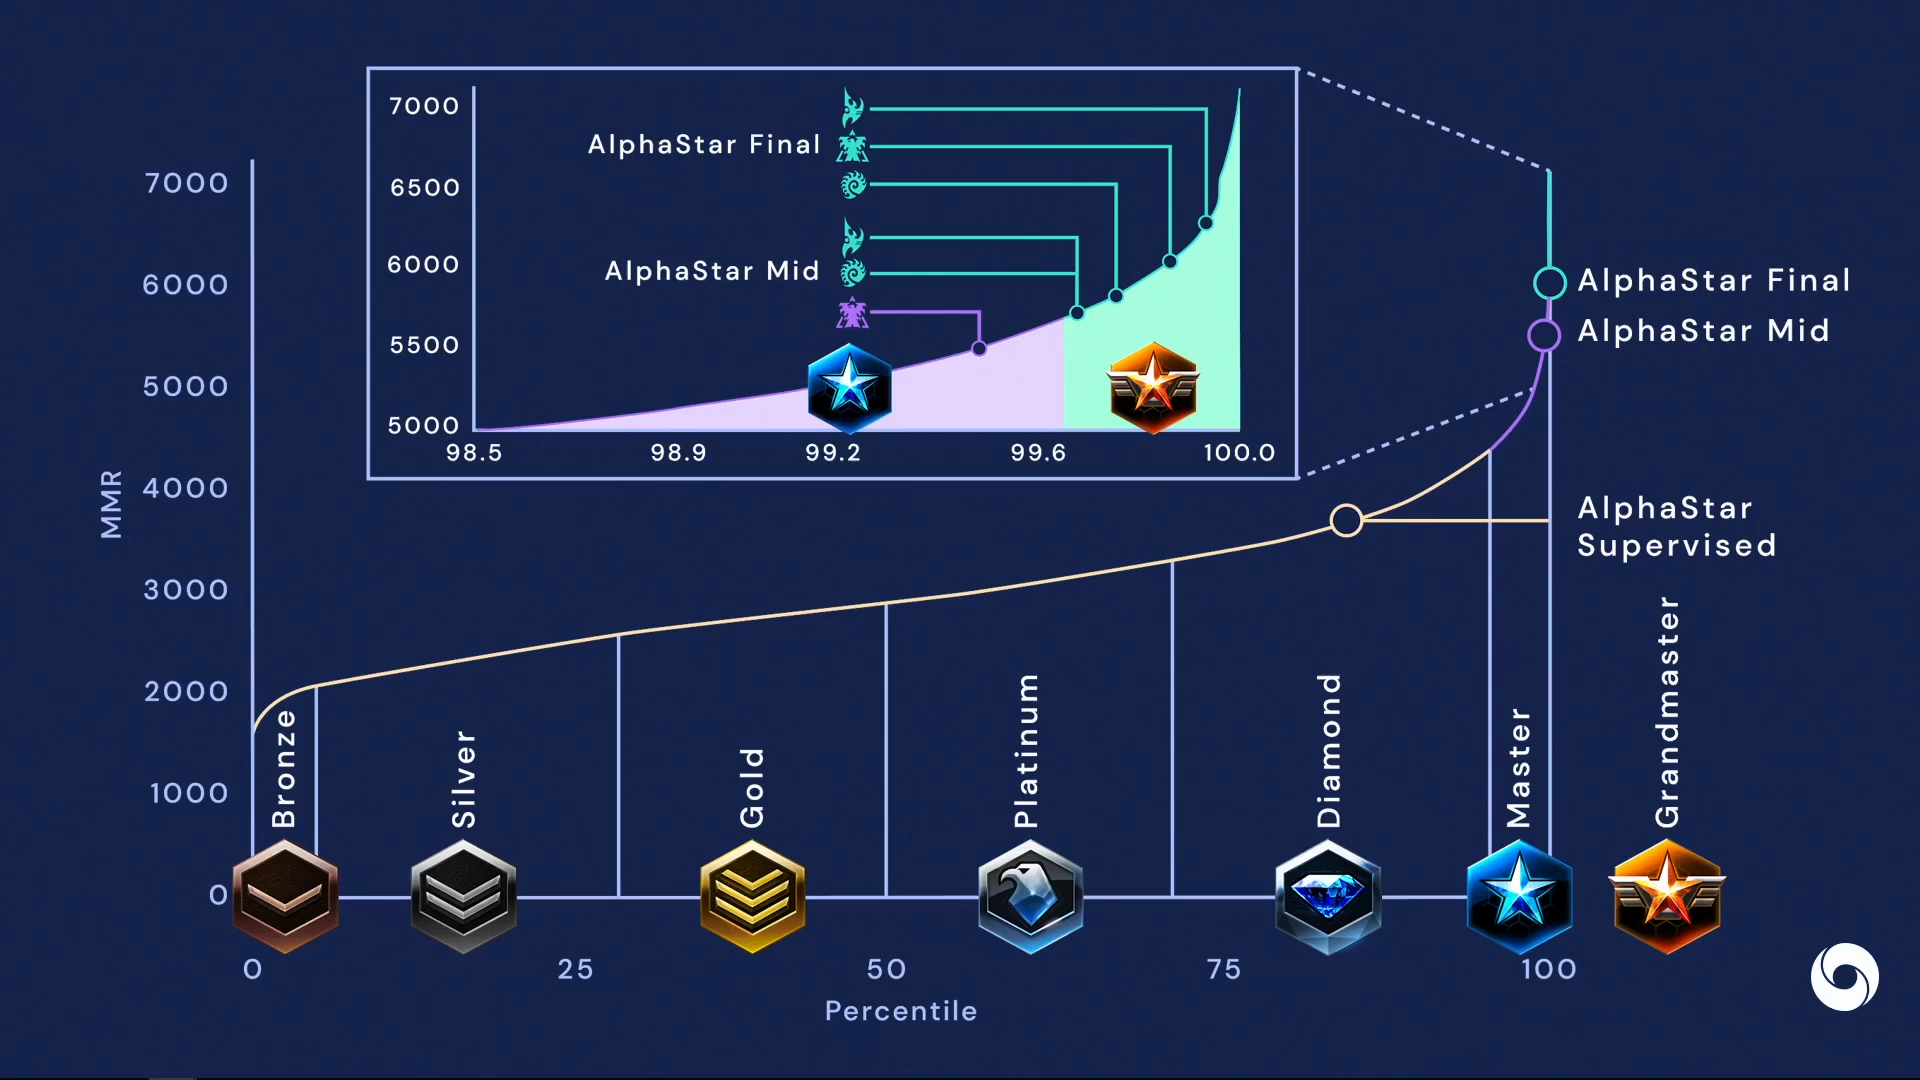 7000
6500
6000
5500
5000
98.5
98.9
99.2
99.6
100.0
AlphaStar Final
AlphaStar Mid
7000
6000
5000
4000
3000
2000
1000
0
MMR
AlphaStar Final
AlphaStar Mid
AlphaStar
Supervised
Bronze
Silver
Gold
Platinum
Diamond
Master
Grandmaster
0
25
50
75
100
Percentile